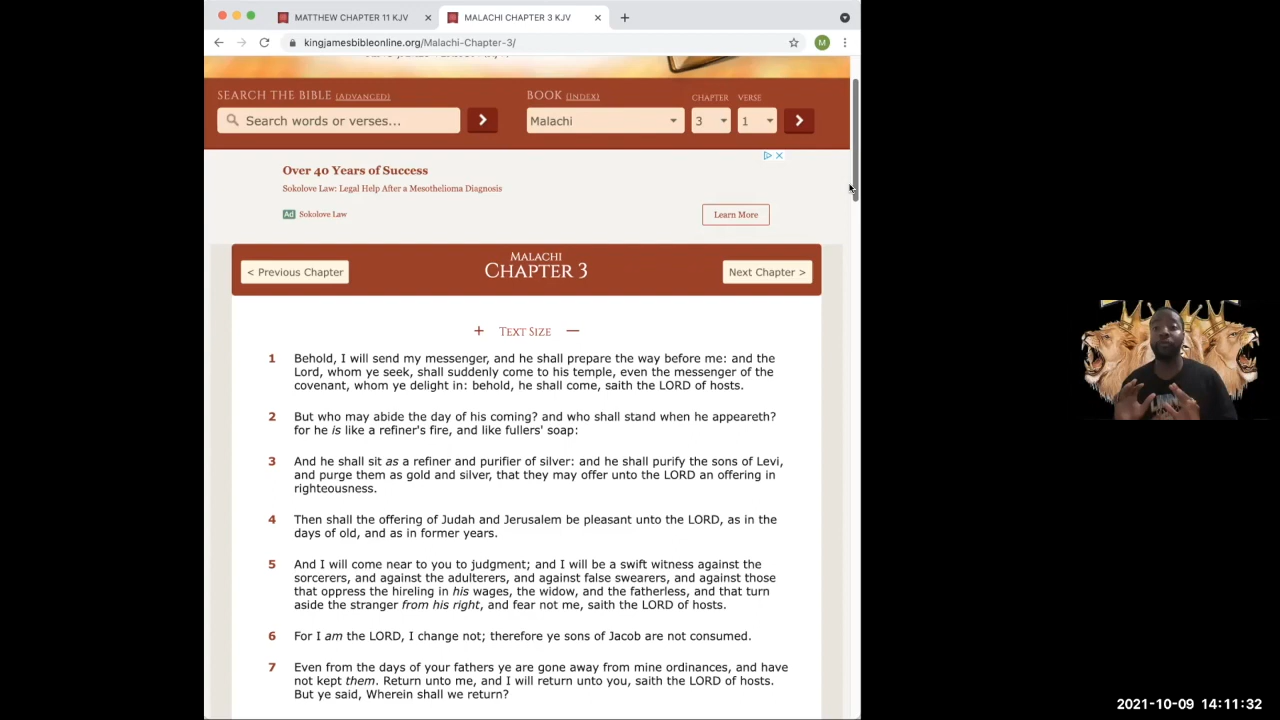 MATTHEW CHAPTER 11 KJV
MALACHI CHAPTER 3 KJV
kingjamesbibleonline.org/Malachi-Chapter-3/
M
SEARCH THE BIBLE (ADVANCED)
BOOK (INDEX)
CHAPTER
VERSE
Search words or verses...
Malachi
3
1
Over 40 Years of Success
Sokolove Law: Legal Help After a Mesothelioma Diagnosis
Ad Sokolove Law
Learn More
< Previous Chapter
MALACHI
CHAPTER 3
Next Chapter >
+ TEXT SIZE —
1 Behold, I will send my messenger, and he shall prepare the way before me: and the
Lord, whom ye seek, shall suddenly come to his temple, even the messenger of the
covenant, whom ye delight in: behold, he shall come, saith the LORD of hosts.
2 But who may abide the day of his coming? and who shall stand when he appeareth?
for he is like a refiner's fire, and like fullers' soap:
3 And he shall sit as a refiner and purifier of silver: and he shall purify the sons of Levi,
and purge them as gold and silver, that they may offer unto the LORD an offering in
righteousness.
4 Then shall the offering of Judah and Jerusalem be pleasant unto the LORD, as in the
days of old, and as in former years.
5 And I will come near to you to judgment; and I will be a swift witness against the
sorcerers, and against the adulterers, and against false swearers, and against those
that oppress the hireling in his wages, the widow, and the fatherless, and that turn
aside the stranger from his right, and fear not me, saith the LORD of hosts.
6 For I am the LORD, I change not; therefore ye sons of Jacob are not consumed.
7 Even from the days of your fathers ye are gone away from mine ordinances, and have
not kept them. Return unto me, and I will return unto you, saith the LORD of hosts.
But ye said, Wherein shall we return?
2021-10-09 14:11:32